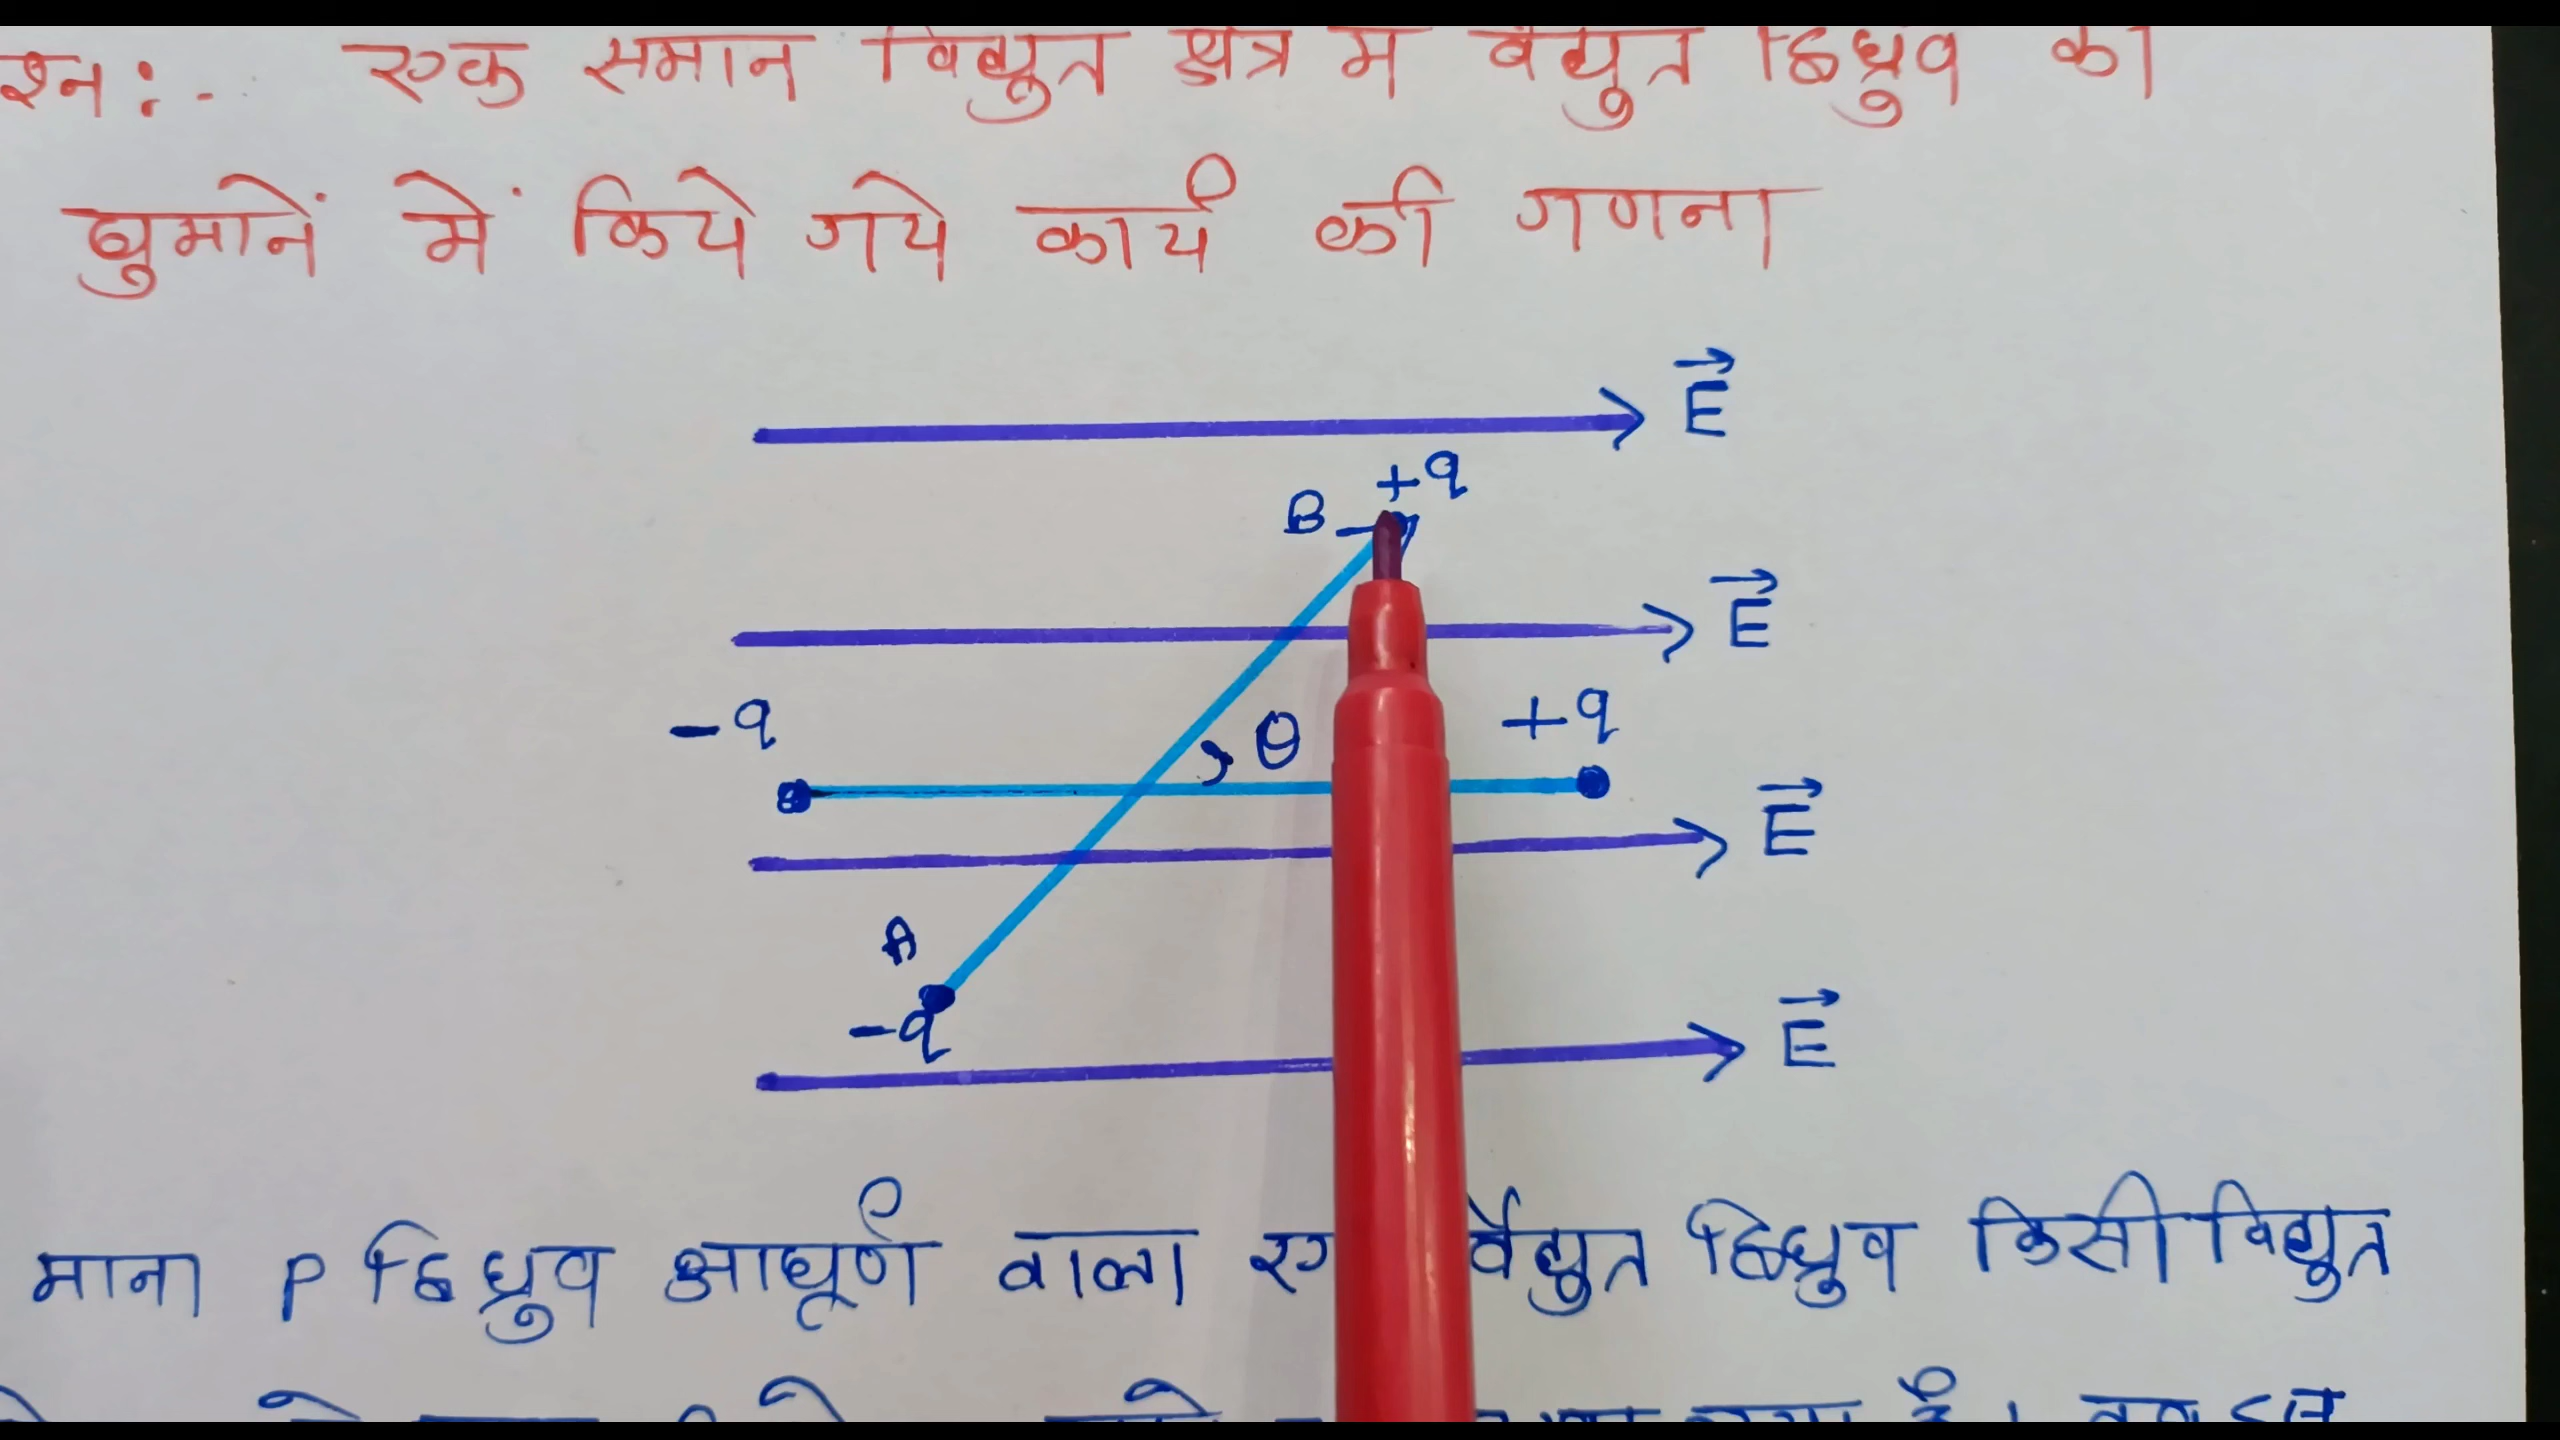 श्न :- एक समान विद्युत क्षेत्र में वैद्युत द्विध्रुव को
घुमानें में किये गये कार्य की गणना
E
+q
B
E
-q
+q
θ
E
A
-q
E
माना P द्विध्रुव आघूर्ण वाला वैद्युत द्विध्रुव किसी विद्युत